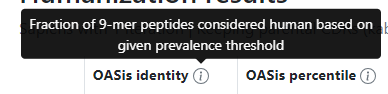 Fraction of 9-mer peptides considered human based on
given prevalence threshold
OASis identity
OASis percentile